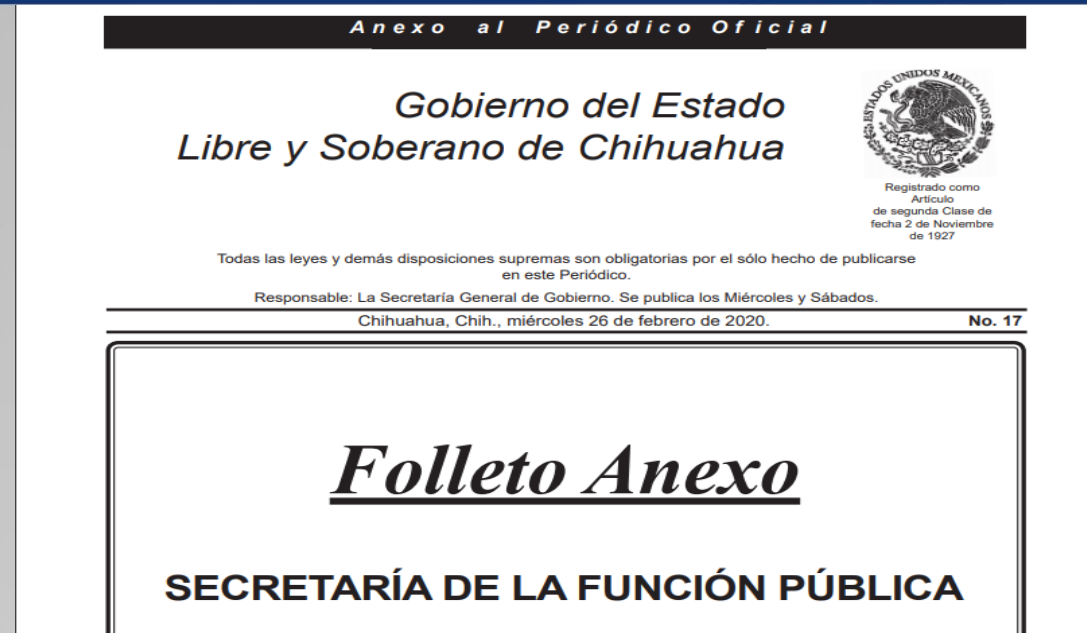 Anexo al Periódico Oficial
Gobierno del Estado
Libre y Soberano de Chihuahua
ESTADOS UNIDOS MEXICANOS
Registrado como
Artículo
de segunda Clase de
fecha 2 de Noviembre
de 1927
Todas las leyes y demás disposiciones supremas son obligatorias por el sólo hecho de publicarse
en este Periódico.
Responsable: La Secretaría General de Gobierno. Se publica los Miércoles y Sábados.
Chihuahua, Chih., miércoles 26 de febrero de 2020. No. 17
Folleto Anexo
SECRETARÍA DE LA FUNCIÓN PÚBLICA